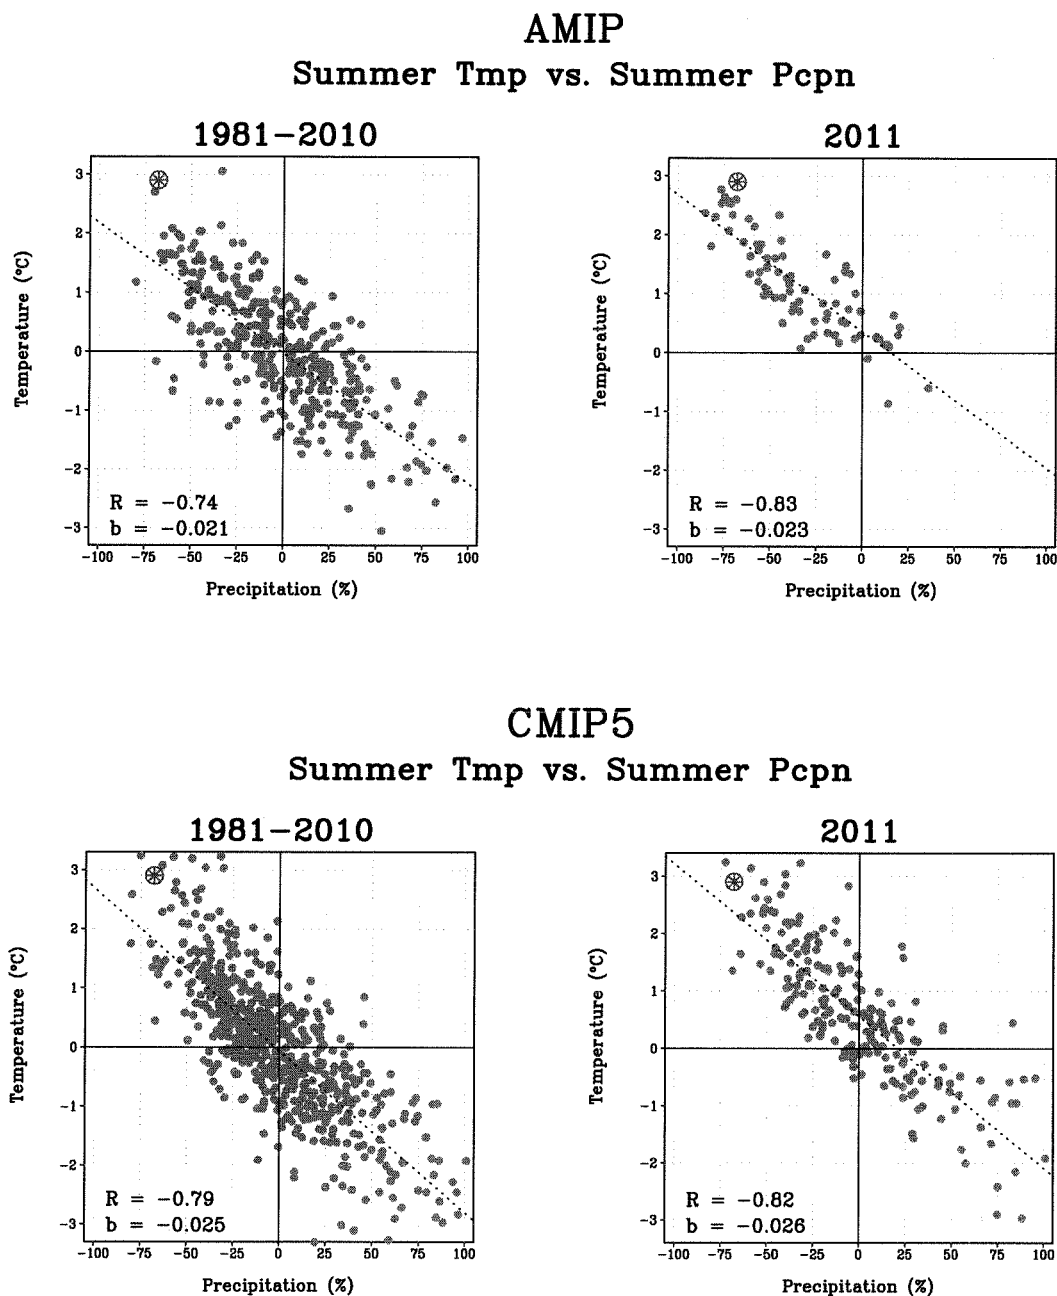 AMIP
Summer Tmp vs. Summer Pcpn
1981-2010
2011
Temperature (°C)
3
2
1
0
-1
-2
-3
R = -0.74
b = -0.021
-100 -75 -50 -25 0 25 50 75 100
Precipitation (%)
Temperature (°C)
3
2
1
0
-1
-2
-3
R = -0.83
b = -0.023
-100 -75 -50 -25 0 25 50 75 100
Precipitation (%)
CMIP5
Summer Tmp vs. Summer Pcpn
1981-2010
2011
Temperature (°C)
3
2
1
0
-1
-2
-3
R = -0.79
b = -0.025
-100 -75 -50 -25 0 25 50 75 100
Precipitation (%)
Temperature (°C)
3
2
1
0
-1
-2
-3
R = -0.82
b = -0.026
-100 -75 -50 -25 0 25 50 75 100
Precipitation (%)